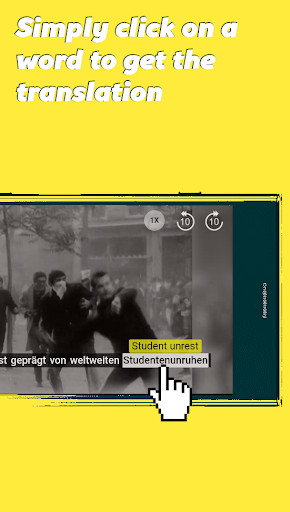 Simply click on a
word to get the
translation
1X
10
10
Student unrest
st geprägt von weltweiten Studentenunruhen